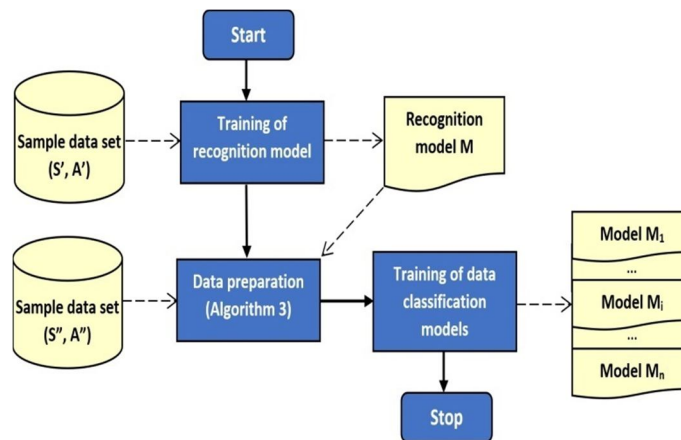 Start
Sample data set
(S’, A’)
Training of
recognition model
Recognition
model M
Sample data set
(S”, A”)
Data preparation
(Algorithm 3)
Training of data
classification
models
Model M₁
...
Model Mᵢ
...
Model Mₙ
Stop